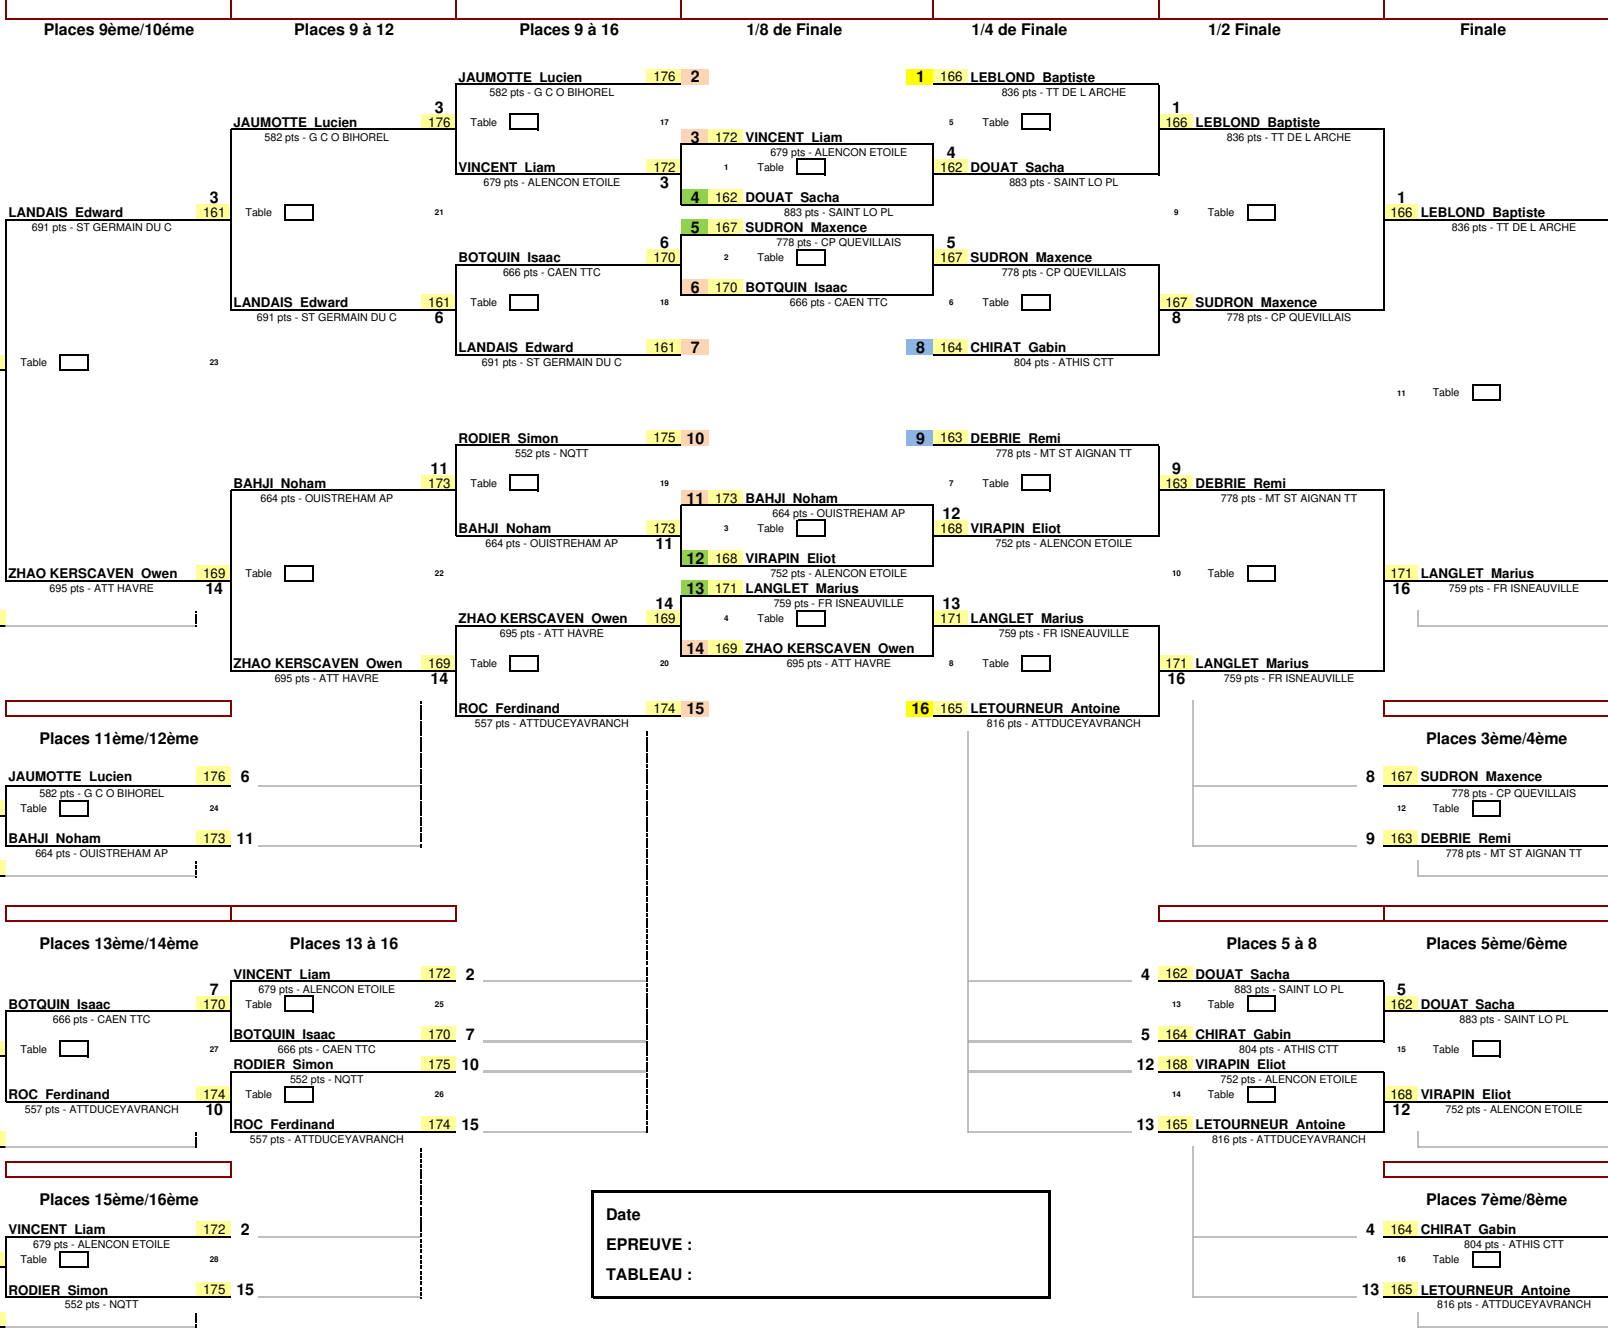 Places 9ème/10éme Places 9 à 12 Places 9 à 16 1/8 de Finale 1/4 de Finale 1/2 Finale Finale
JAUMOTTE Lucien 176 2 1 166 LEBLOND Baptiste
582 pts - G C O BIHOREL 836 pts - TT DE L ARCHE
3 1
JAUMOTTE Lucien 176 Table 17 5 Table 166 LEBLOND Baptiste
582 pts - G C O BIHOREL 3 172 VINCENT Liam 836 pts - TT DE L ARCHE
679 pts - ALENCON ETOILE 4
VINCENT Liam 172 1 Table 162 DOUAT Sacha
679 pts - ALENCON ETOILE 3 883 pts - SAINT LO PL
3 4 162 DOUAT Sacha 1
LANDAIS Edward 161 Table 21 883 pts - SAINT LO PL 9 Table 166 LEBLOND Baptiste
691 pts - ST GERMAIN DU C 5 167 SUDRON Maxence 836 pts - TT DE L ARCHE
6 778 pts - CP QUEVILLAIS 5
BOTQUIN Isaac 170 2 Table 167 SUDRON Maxence
666 pts - CAEN TTC 778 pts - CP QUEVILLAIS
6 170 BOTQUIN Isaac
LANDAIS Edward 161 Table 18 666 pts - CAEN TTC 6 Table 167 SUDRON Maxence
691 pts - ST GERMAIN DU C 6 8 778 pts - CP QUEVILLAIS
LANDAIS Edward 161 7 8 164 CHIRAT Gabin
Table 23 691 pts - ST GERMAIN DU C 804 pts - ATHIS CTT
11 Table
RODIER Simon 175 10 9 163 DEBRIE Remi
552 pts - NQTT 778 pts - MT ST AIGNAN TT
11 9
BAHJI Noham 173 Table 19 7 Table 163 DEBRIE Remi
664 pts - OUISTREHAM AP 11 173 BAHJI Noham 778 pts - MT ST AIGNAN TT
664 pts - OUISTREHAM AP 12
BAHJI Noham 173 3 Table 168 VIRAPIN Eliot
664 pts - OUISTREHAM AP 11 752 pts - ALENCON ETOILE
12 168 VIRAPIN Eliot
ZHAO KERSCAVEN Owen 169 Table 22 752 pts - ALENCON ETOILE 10 Table 171 LANGLET Marius
695 pts - ATT HAVRE 14 13 171 LANGLET Marius 16 759 pts - FR ISNEAUVILLE
14 759 pts - FR ISNEAUVILLE 13
ZHAO KERSCAVEN Owen 169 4 Table 171 LANGLET Marius
695 pts - ATT HAVRE 759 pts - FR ISNEAUVILLE
14 169 ZHAO KERSCAVEN Owen
ZHAO KERSCAVEN Owen 169 Table 20 695 pts - ATT HAVRE 8 Table 171 LANGLET Marius
695 pts - ATT HAVRE 14 16 759 pts - FR ISNEAUVILLE
ROC Ferdinand 174 15 16 165 LETOURNEUR Antoine
557 pts - ATTDUCEYAVRANCH 816 pts - ATTDUCEYAVRANCH
Places 11ème/12ème Places 3ème/4ème
JAUMOTTE Lucien 176 6 8 167 SUDRON Maxence
582 pts - G C O BIHOREL 778 pts - CP QUEVILLAIS
Table 24 12 Table
BAHJI Noham 173 11 9 163 DEBRIE Remi
664 pts - OUISTREHAM AP 778 pts - MT ST AIGNAN TT
Places 13ème/14ème Places 13 à 16 Places 5 à 8 Places 5ème/6ème
VINCENT Liam 172 2 4 162 DOUAT Sacha
7 679 pts - ALENCON ETOILE 883 pts - SAINT LO PL 5
BOTQUIN Isaac 170 Table 25 13 Table 162 DOUAT Sacha
666 pts - CAEN TTC 883 pts - SAINT LO PL
BOTQUIN Isaac 170 7 5 164 CHIRAT Gabin
Table 27 666 pts - CAEN TTC 804 pts - ATHIS CTT 15 Table
RODIER Simon 175 10 12 168 VIRAPIN Eliot
552 pts - NQTT 752 pts - ALENCON ETOILE
ROC Ferdinand 174 Table 26 14 Table 168 VIRAPIN Eliot
557 pts - ATTDUCEYAVRANCH 10 12 752 pts - ALENCON ETOILE
ROC Ferdinand 174 15 13 165 LETOURNEUR Antoine
557 pts - ATTDUCEYAVRANCH 816 pts - ATTDUCEYAVRANCH
Places 15ème/16ème Places 7ème/8ème
Date
VINCENT Liam 172 2 4 164 CHIRAT Gabin
679 pts - ALENCON ETOILE EPREUVE : 804 pts - ATHIS CTT
Table 28 16 Table
TABLEAU :
RODIER Simon 175 15 13 165 LETOURNEUR Antoine
552 pts - NQTT 816 pts - ATTDUCEYAVRANCH